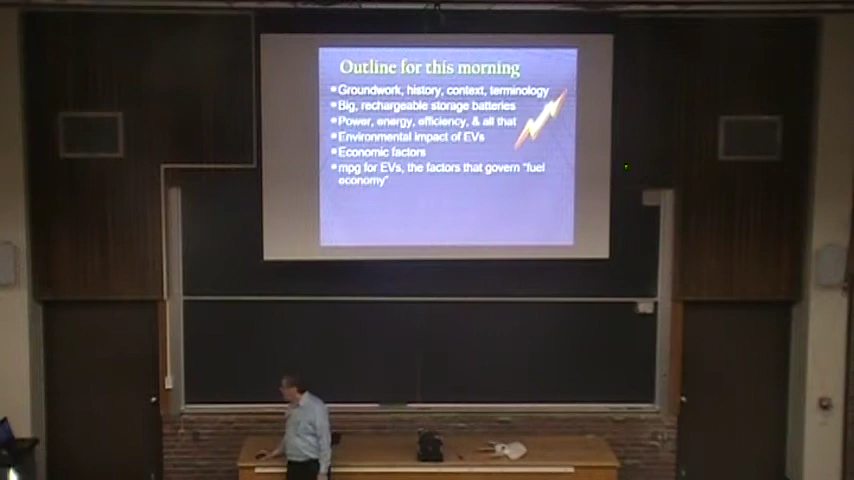 Outline for this morning
Groundwork, history, context, terminology
Big, rechargeable storage batteries
Power, energy, efficiency, & all that
Environmental impact of EVs
Economic factors
mpg for EVs, the factors that govern "fuel
economy"